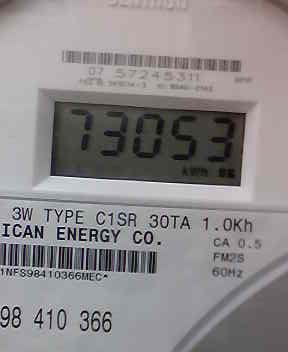 07 57245311
73053
kWh
3W TYPE C1SR 30TA 1.0Kh
ICAN ENERGY CO.
CA 0.5
FM2S
60Hz
1NFS98410366MEC*
98 410 366